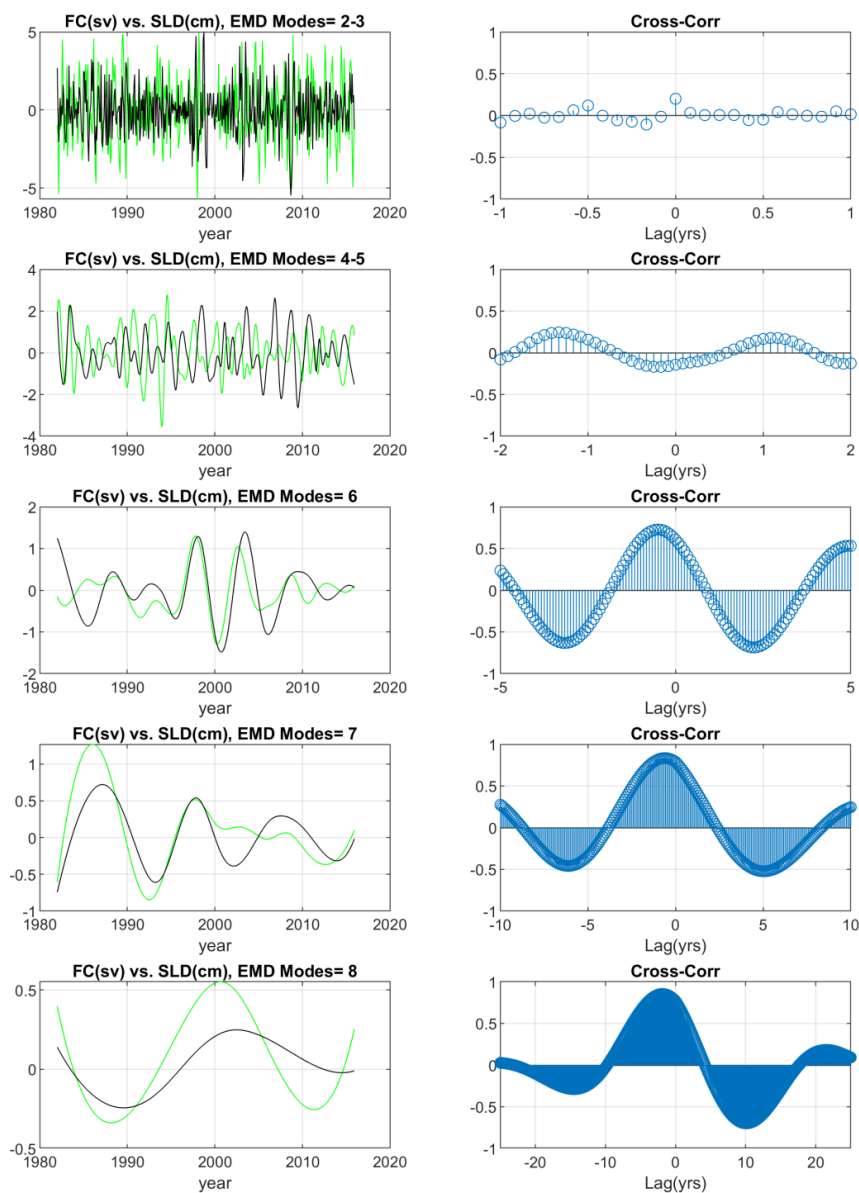 FC(sv) vs. SLD(cm), EMD Modes= 2-3
5
0
-5
1980 1990 2000 2010 2020
year
Cross-Corr
1
0.5
0
-0.5
-1
-1 -0.5 0 0.5 1
Lag(yrs)
FC(sv) vs. SLD(cm), EMD Modes= 4-5
4
2
0
-2
-4
1980 1990 2000 2010 2020
year
Cross-Corr
1
0.5
0
-0.5
-1
-2 -1 0 1 2
Lag(yrs)
FC(sv) vs. SLD(cm), EMD Modes= 6
2
1
0
-1
-2
1980 1990 2000 2010 2020
year
Cross-Corr
1
0.5
0
-0.5
-1
-5 0 5
Lag(yrs)
FC(sv) vs. SLD(cm), EMD Modes= 7
1
0.5
0
-0.5
-1
1980 1990 2000 2010 2020
year
Cross-Corr
1
0.5
0
-0.5
-1
-10 -5 0 5 10
Lag(yrs)
FC(sv) vs. SLD(cm), EMD Modes= 8
0.5
0
0.5
1980 1990 2000 2010 2020
year
Cross-Corr
1
0.5
0
-0.5
-1
-20 -10 0 10 20
Lag(yrs)